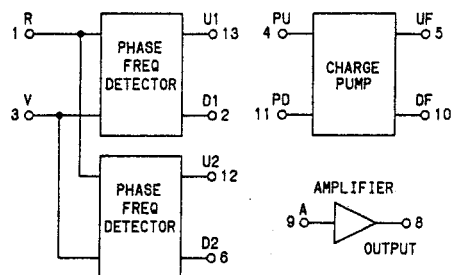 R
1
V
3
PHASE
FREQ
DETECTOR
U1
13
D1
2
PHASE
FREQ
DETECTOR
U2
12
D2
6
PU
4
PD
11
CHARGE
PUMP
UF
5
DF
10
AMPLIFIER
A
9
8
OUTPUT